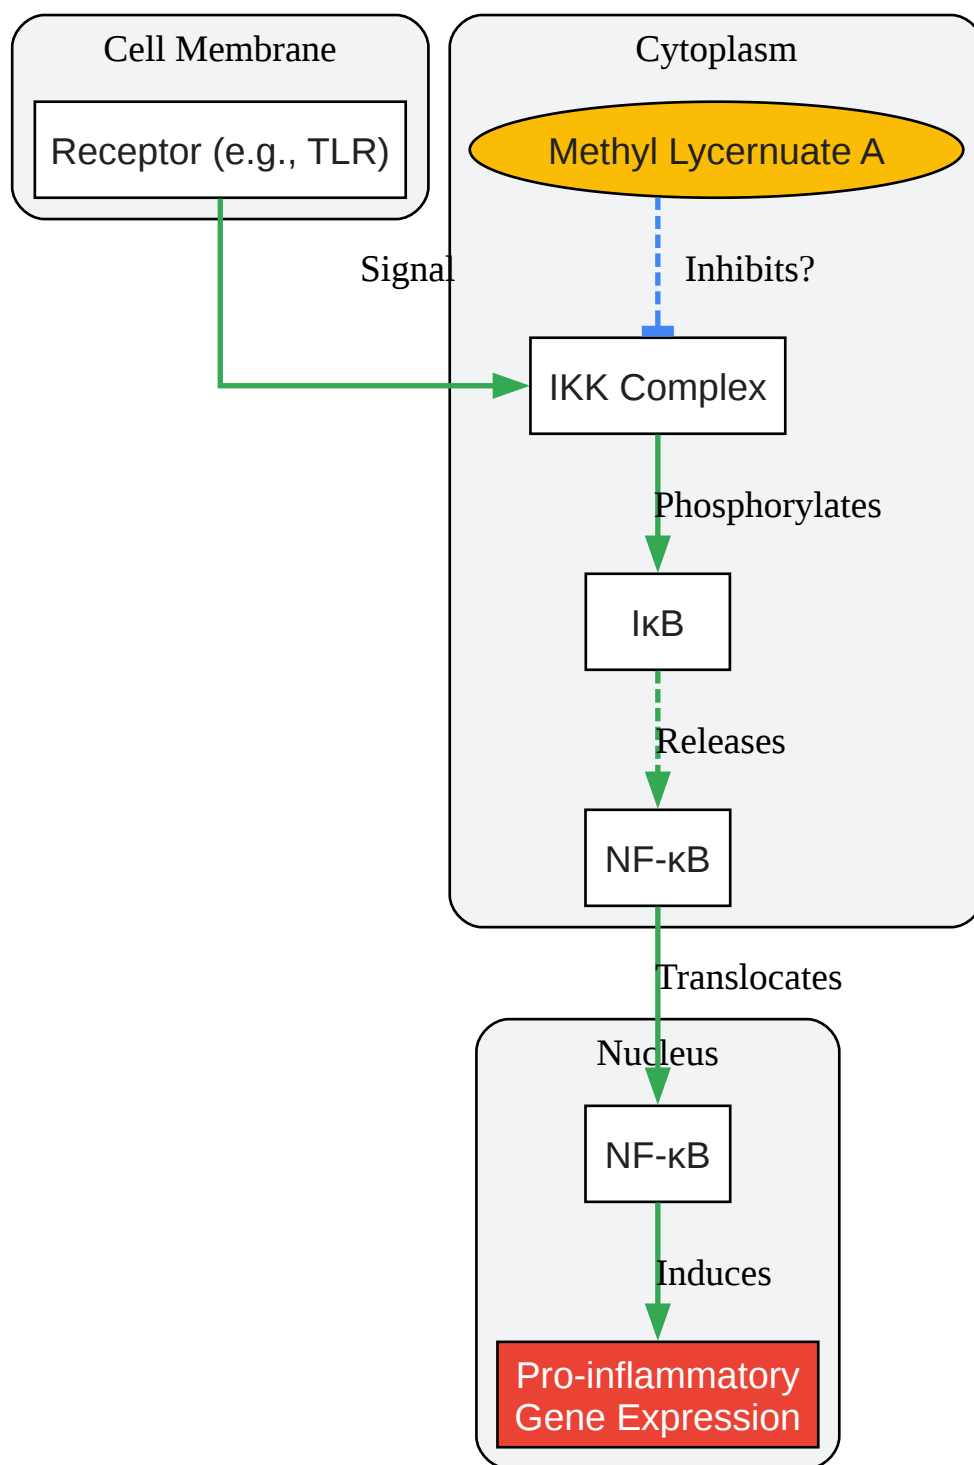 Cell Membrane
Receptor (e.g., TLR)
Cytoplasm
Methyl Lycernuate A
Signal
Inhibits?
IKK Complex
Phosphorylates
IκB
Releases
NF-κB
Translocates
Nucleus
NF-κB
Induces
Pro-inflammatory
Gene Expression